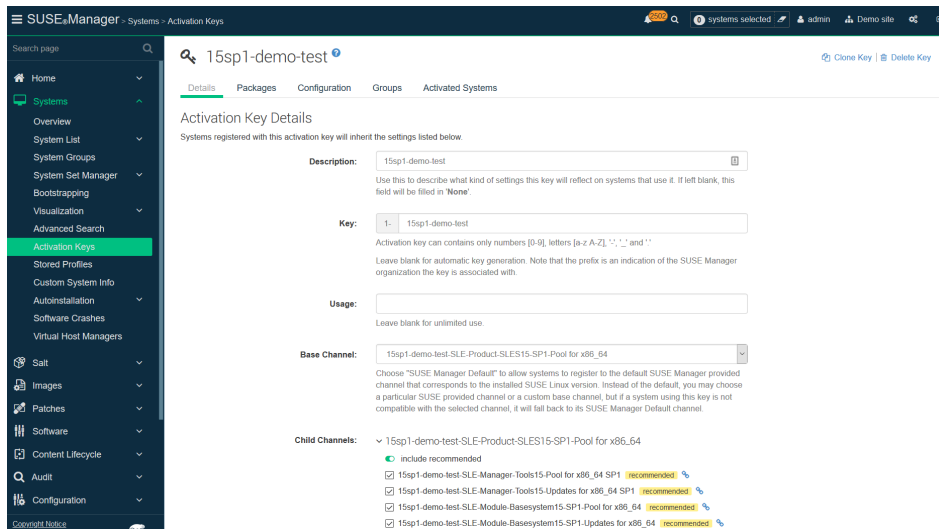 SUSE®Manager > Systems > Activation Keys
2502
0 systems selected
admin
Demo site
Search page
Home
Systems
Overview
System List
System Groups
System Set Manager
Bootstrapping
Visualization
Advanced Search
Activation Keys
Stored Profiles
Custom System Info
Autoinstallation
Software Crashes
Virtual Host Managers
Salt
Images
Patches
Software
Content Lifecycle
Audit
Configuration
Copyright Notice
15sp1-demo-test ?
Clone Key | Delete Key
Details Packages Configuration Groups Activated Systems
Activation Key Details
Systems registered with this activation key will inherit the settings listed below.
Description: 15sp1-demo-test
Use this to describe what kind of settings this key will reflect on systems that use it. If left blank, this
field will be filled in 'None'.
Key: 1- 15sp1-demo-test
Activation key can contains only numbers [0-9], letters [a-z A-Z], '-', '_' and '.'
Leave blank for automatic key generation. Note that the prefix is an indication of the SUSE Manager
organization the key is associated with.
Usage:
Leave blank for unlimited use.
Base Channel: 15sp1-demo-test-SLE-Product-SLES15-SP1-Pool for x86_64
Choose "SUSE Manager Default" to allow systems to register to the default SUSE Manager provided
channel that corresponds to the installed SUSE Linux version. Instead of the default, you may choose
a particular SUSE provided channel or a custom base channel, but if a system using this key is not
compatible with the selected channel, it will fall back to its SUSE Manager Default channel.
Child Channels: 15sp1-demo-test-SLE-Product-SLES15-SP1-Pool for x86_64
include recommended
15sp1-demo-test-SLE-Manager-Tools15-Pool for x86_64 SP1 recommended
15sp1-demo-test-SLE-Manager-Tools15-Updates for x86_64 SP1 recommended
15sp1-demo-test-SLE-Module-Basesystem15-SP1-Pool for x86_64 recommended
15sp1-demo-test-SLE-Module-Basesystem15-SP1-Updates for x86_64 recommended